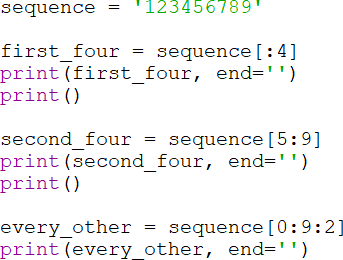 sequence = '123456789'
first_four = sequence[:4]
print(first_four, end='')
print()
second_four = sequence[5:9]
print(second_four, end='')
print()
every_other = sequence[0:9:2]
print(every_other, end='')